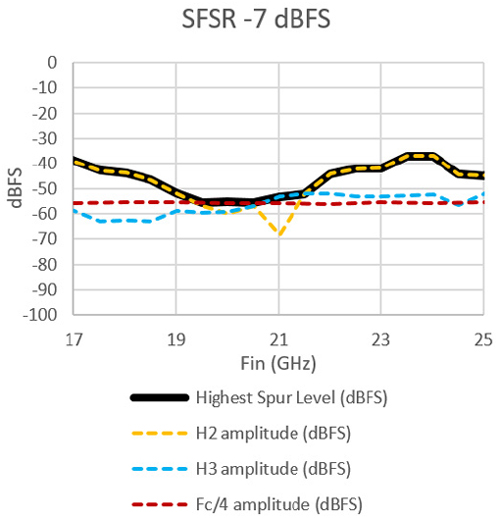 SFSR -7 dBFS
0
-10
-20
-30
-40
-50
-60
-70
-80
-90
-100
dBFS
17 19 21 23 25
Fin (GHz)
Highest Spur Level (dBFS)
H2 amplitude (dBFS)
H3 amplitude (dBFS)
Fc/4 amplitude (dBFS)